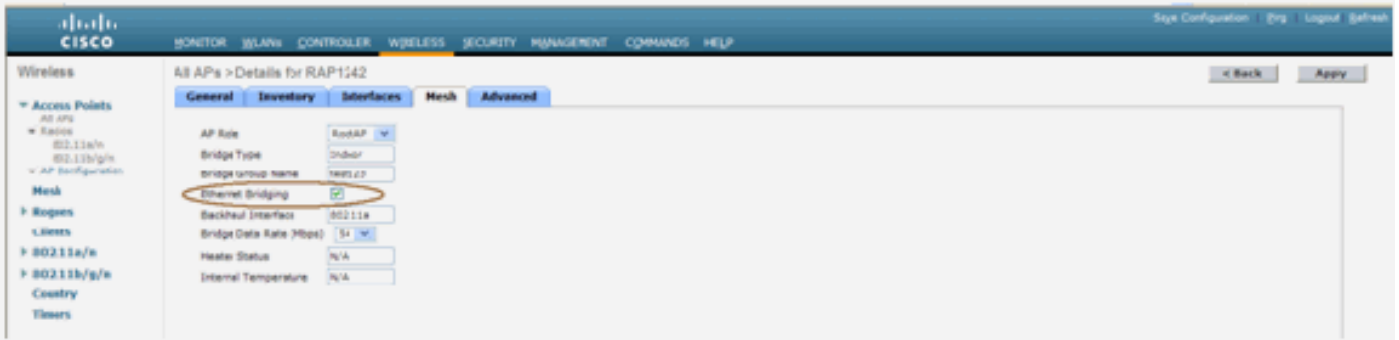 Save Configuration | Ping | Logout Refresh
CISCO
MONITOR WLANs CONTROLLER WIRELESS SECURITY MANAGEMENT COMMANDS HELP
Wireless
All APs > Details for RAP1242
< Back
Apply
General Inventory Interfaces Mesh Advanced
Access Points
All APs
Radios
802.11a/n
802.11b/g/n
AP Configuration
Mesh
Rogues
Clients
802.11a/n
802.11b/g/n
Country
Timers
AP Role RootAP
Bridge Type Indoor
Bridge Group Name test123
Ethernet Bridging
Backhaul Interface 802.11a
Bridge Data Rate (Mbps) 54
Heater Status N/A
Internal Temperature N/A